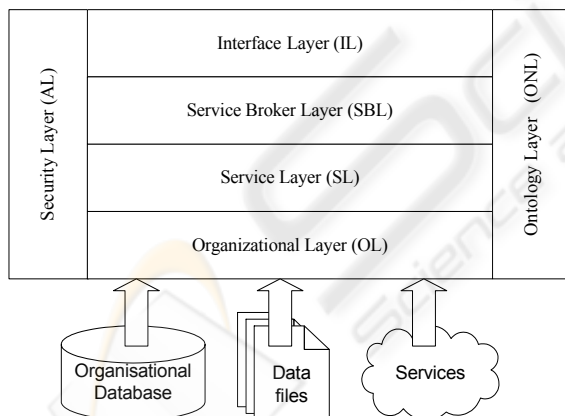 Security Layer (AL)
Interface Layer (IL)
Service Broker Layer (SBL)
Service Layer (SL)
Organizational Layer (OL)
Ontology Layer (ONL)
Organisational
Database
Data
files
Services